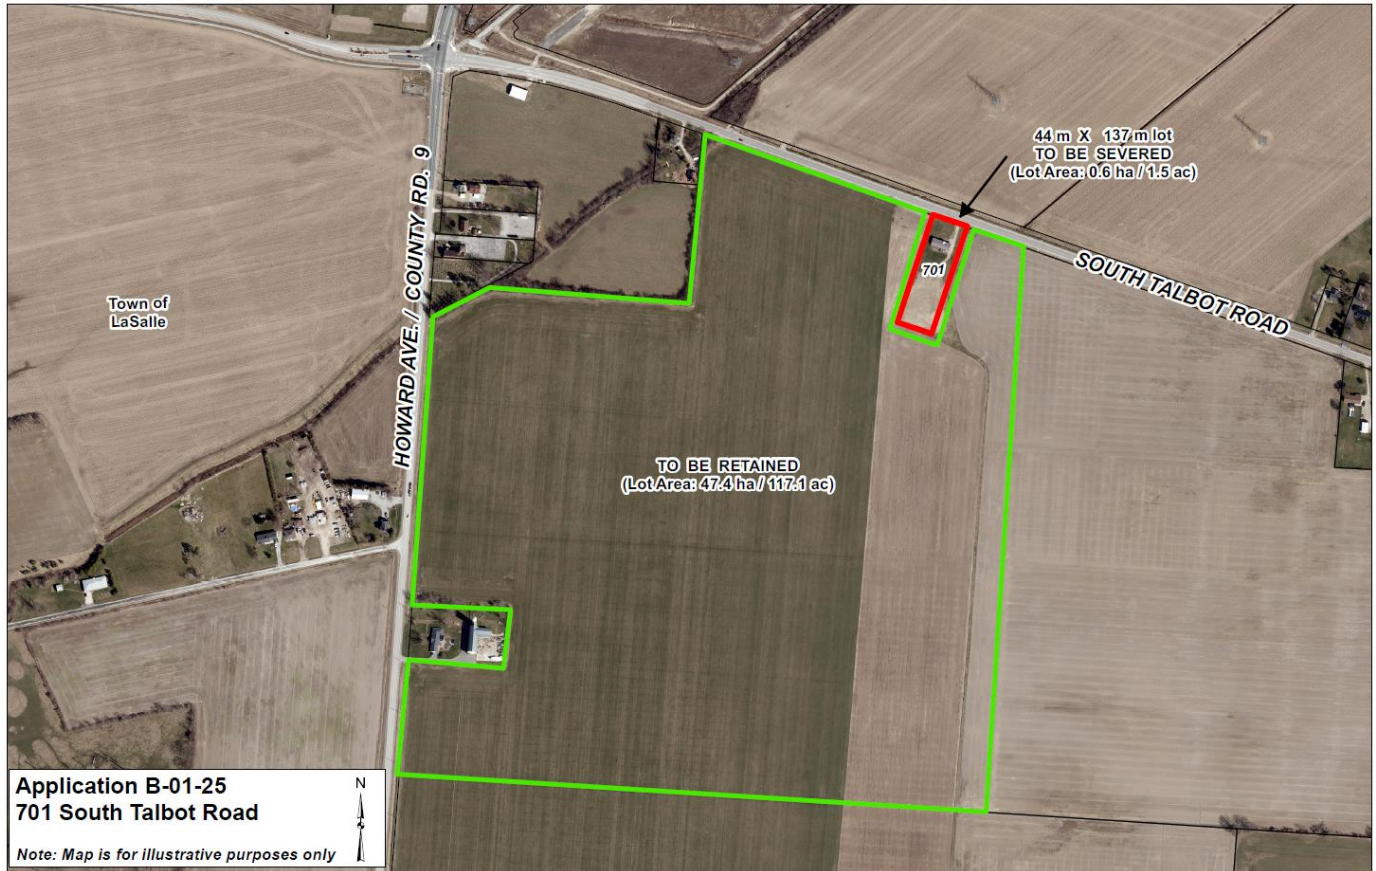 44 m X 137 m lot
TO BE SEVERED
(Lot Area: 0.6 ha / 1.5 ac)
HOWARD AVE. / COUNTY RD. 9
701
SOUTH TALBOT ROAD
Town of
LaSalle
TO BE RETAINED
(Lot Area: 47.4 ha / 117.1 ac)
Application B-01-25
701 South Talbot Road
N
Note: Map is for illustrative purposes only